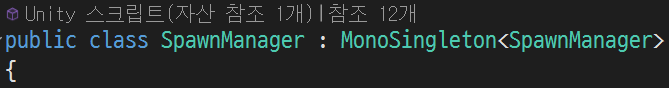 Unity 스크립트(자산 참조 1개)|참조 12개
public class SpawnManager : MonoSingleton<SpawnManager>
{